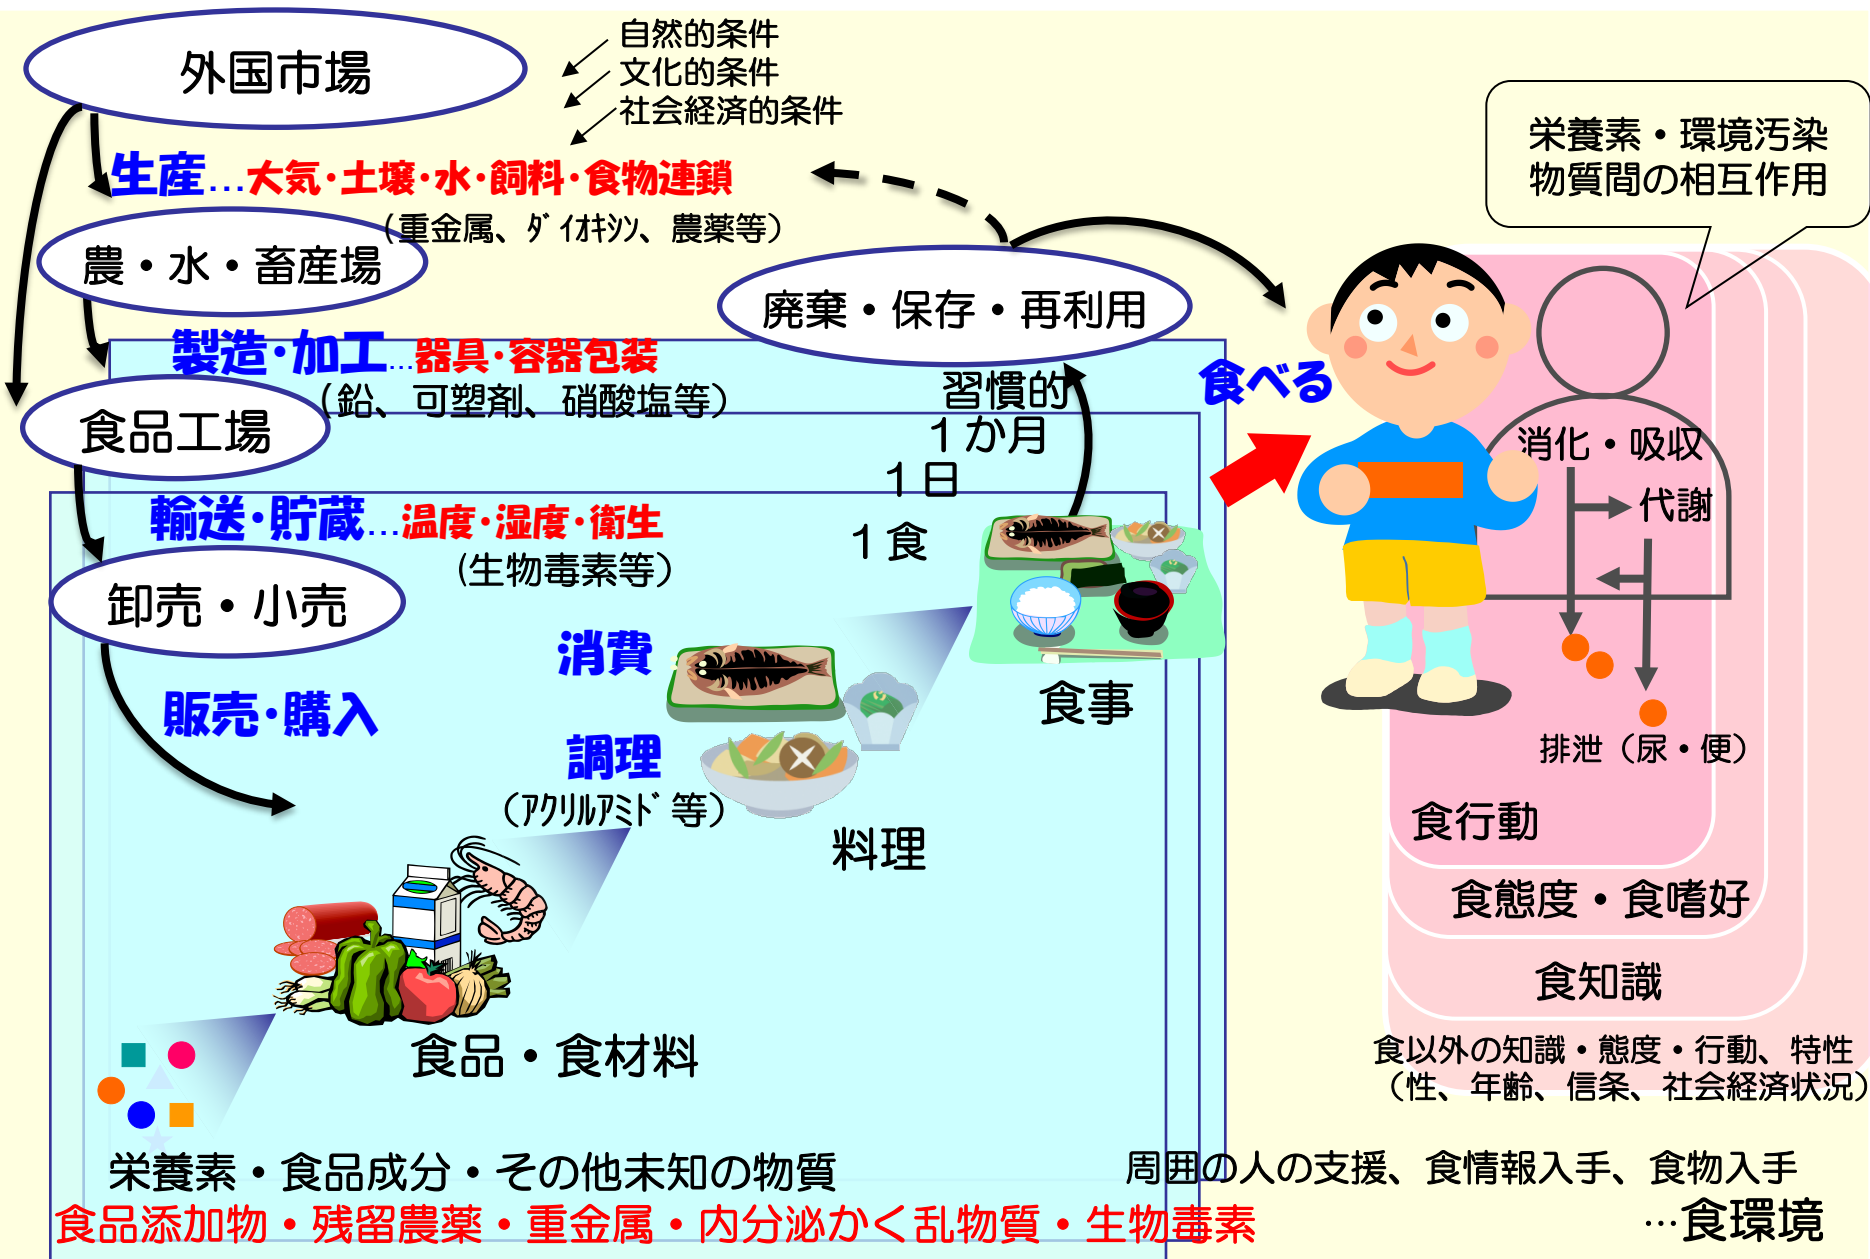 外国市場
自然的条件
文化的条件
社会経済的条件
生産…大気・土壌・水・飼料・食物連鎖
（重金属、ﾀﾞｲｵｷｼﾝ、農薬等）
農・水・畜産場
製造・加工…器具・容器包装
（鉛、可塑剤、硝酸塩等）
食品工場
輸送・貯蔵…温度・湿度・衛生
（生物毒素等）
卸売・小売
販売・購入
廃棄・保存・再利用
習慣的
１か月
１日
１食
消費
調理
（ｱｸﾘﾙｱﾐﾄﾞ等）
食事
料理
食品・食材料
栄養素・食品成分・その他未知の物質
食品添加物・残留農薬・重金属・内分泌かく乱物質・生物毒素
食べる
栄養素・環境汚染
物質間の相互作用
消化・吸収
代謝
排泄（尿・便）
食行動
食態度・食嗜好
食知識
食以外の知識・態度・行動、特性
（性、年齢、信条、社会経済状況）
周囲の人の支援、食情報入手、食物入手
…食環境